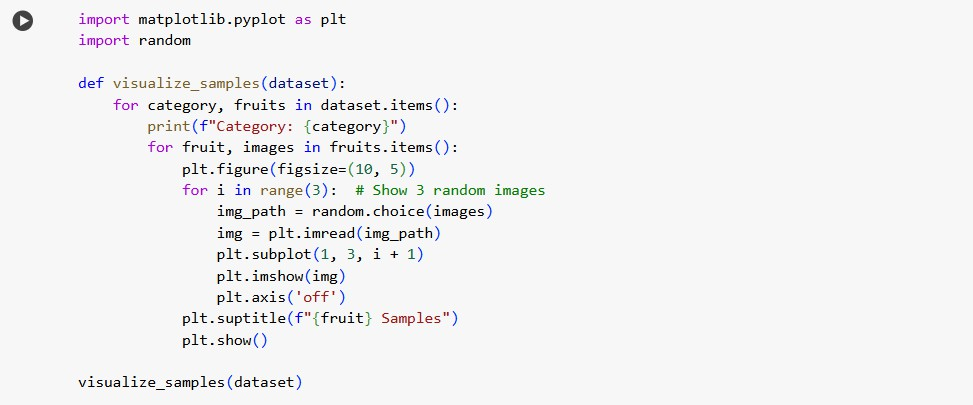 import matplotlib.pyplot as plt
import random
def visualize_samples(dataset):
    for category, fruits in dataset.items():
        print(f"Category: {category}")
        for fruit, images in fruits.items():
            plt.figure(figsize=(10, 5))
            for i in range(3):  # Show 3 random images
                img_path = random.choice(images)
                img = plt.imread(img_path)
                plt.subplot(1, 3, i + 1)
                plt.imshow(img)
                plt.axis('off')
            plt.suptitle(f"{fruit} Samples")
            plt.show()
visualize_samples(dataset)